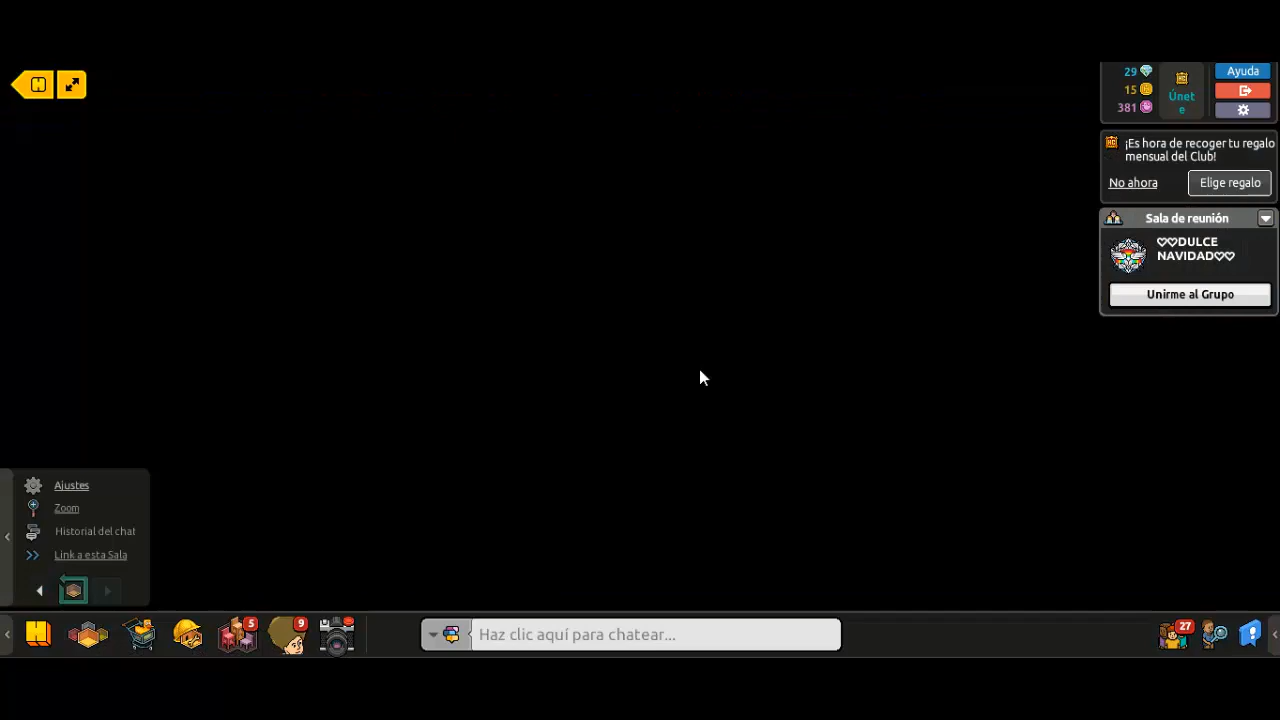 29
15
381
Únet
e
Ayuda
¡Es hora de recoger tu regalo
mensual del Club!
No ahora
Elige regalo
Sala de reunión
♡♡DULCE
NAVIDAD♡♡
Unirme al Grupo
Ajustes
Zoom
Historial del chat
Link a esta Sala
5
9
Haz clic aquí para chatear...
27